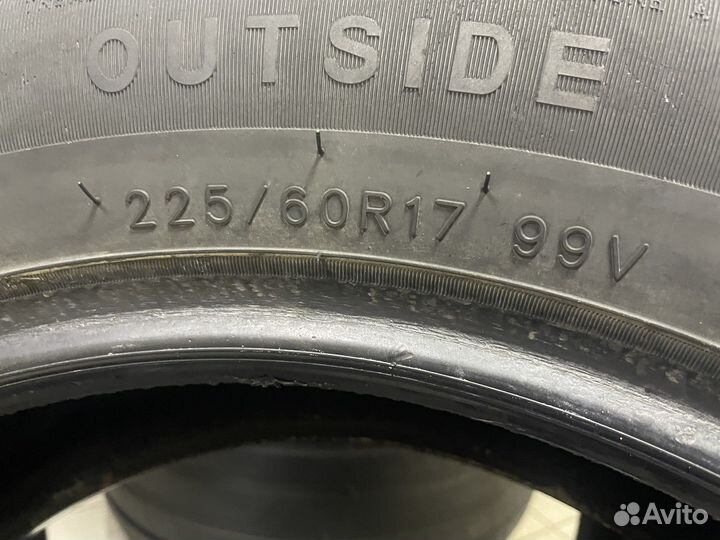 OUTSIDE
225/60R17 99V
Avito